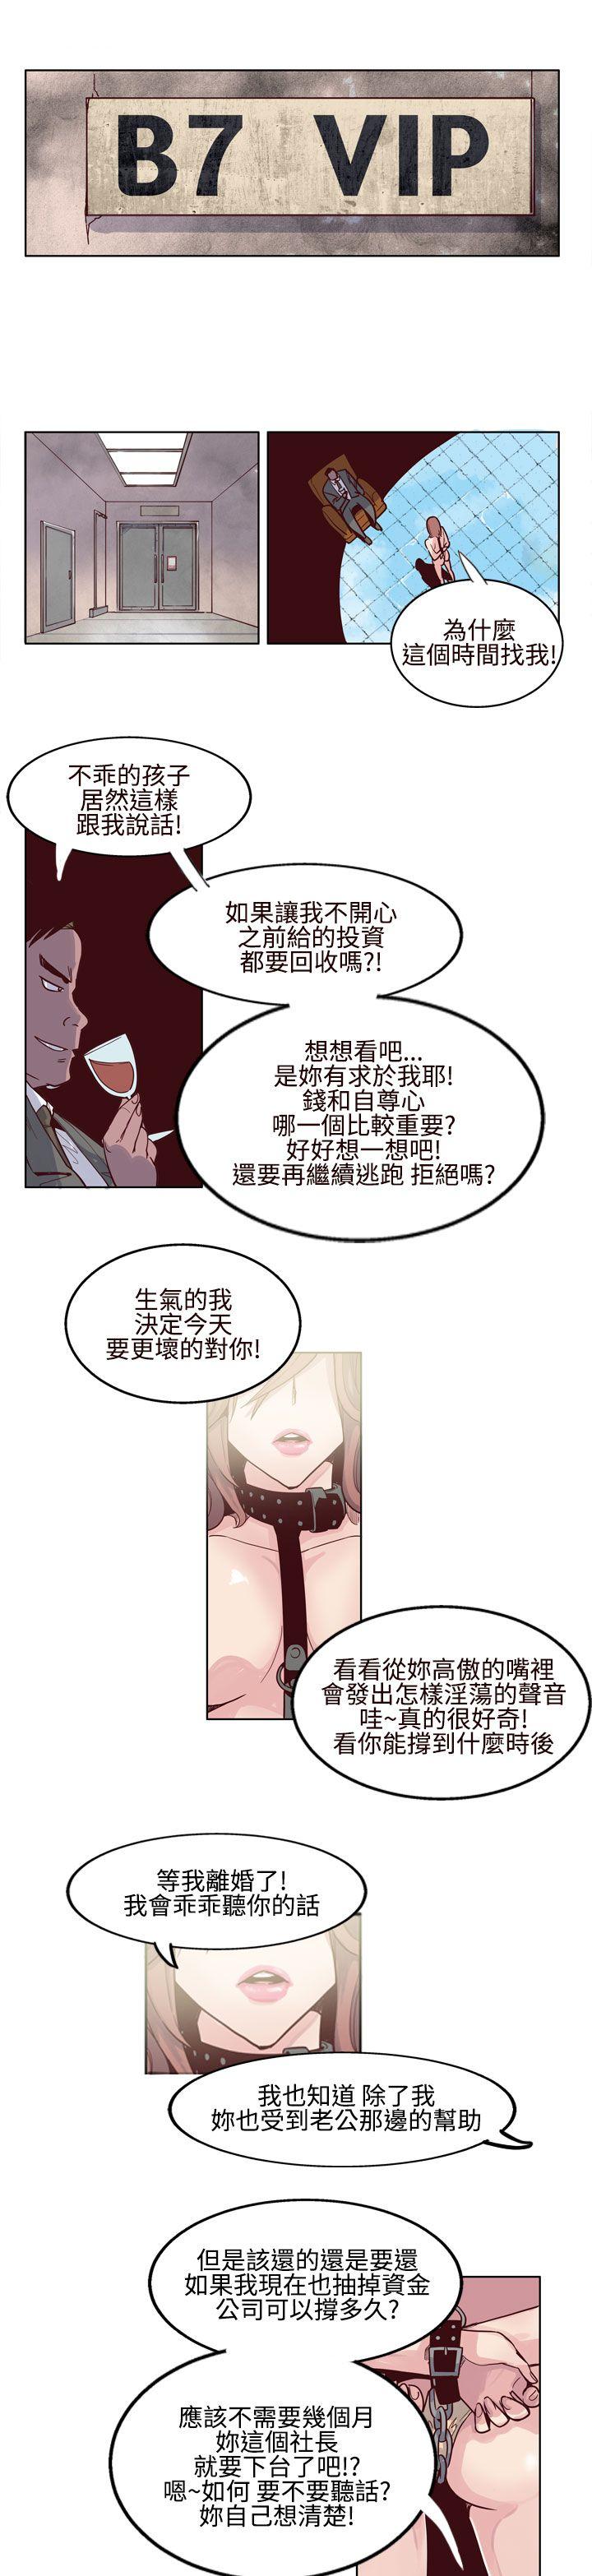 B7 VIP
為什麼
這個時間找我!
不乖的孩子
居然這樣
跟我說話!
如果讓我不開心
之前給的投資
都要回收嗎?!
想想看吧...
是妳有求於我耶!
錢和自尊心
哪一個比較重要?
好好想一想吧!
還要再繼續逃跑 拒絕嗎?
生氣的我
決定今天
要更壞的對你!
看看從妳高傲的嘴裡
會發出怎樣淫蕩的聲音
哇~真的很好奇!
看你能撐到什麼時後
等我離婚了!
我會乖乖聽你的話
我也知道 除了我
妳也受到老公那邊的幫助
但是該還的還是要還
如果我現在也抽掉資金
公司可以撐多久?
應該不需要幾個月
妳這個社長
就要下台了吧!?
嗯~如何 要不要聽話?
妳自己想清楚!